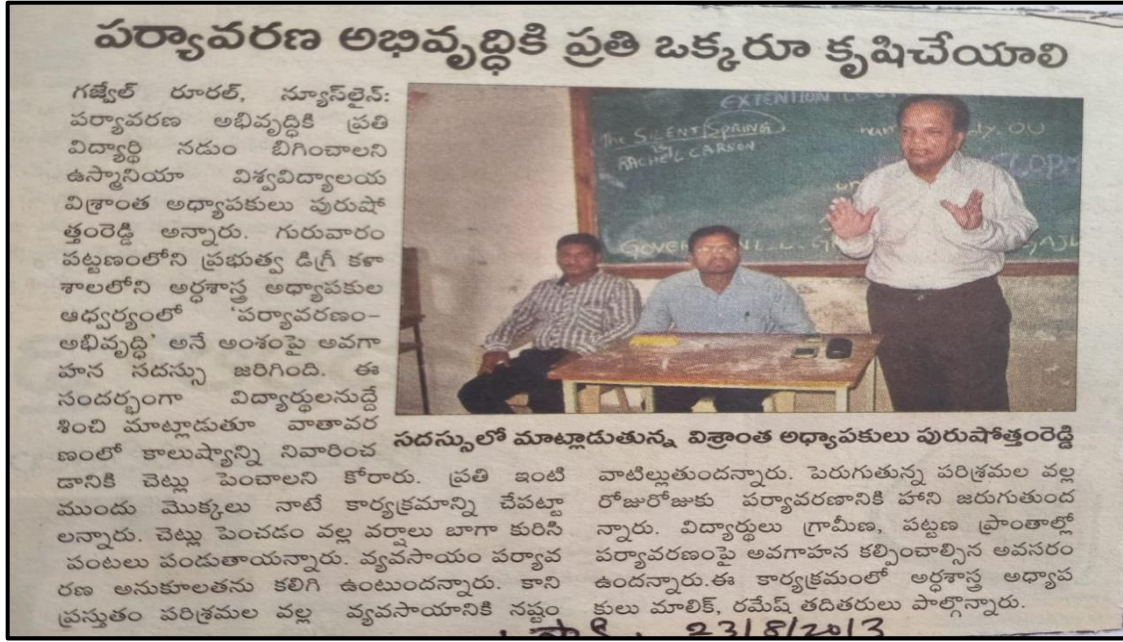 పర్యావరణ అభివృద్ధికి ప్రతి ఒక్కరూ కృషిచేయాలి
గజ్వేల్ రూరల్, న్యూస్‌లైన్:
పర్యావరణ అభివృద్ధికి ప్రతి
విద్యార్థి నడుం బిగించాలని
ఉస్మానియా విశ్వవిద్యాలయ
విశ్రాంత అధ్యాపకులు పురుషో
త్తంరెడ్డి అన్నారు. గురువారం
పట్టణంలోని ప్రభుత్వ డిగ్రీ కళా
శాలలోని అర్థశాస్త్ర అధ్యాపకుల
ఆధ్వర్యంలో 'పర్యావరణం-
అభివృద్ధి' అనే అంశంపై అవగా
హన సదస్సు జరిగింది. ఈ
సందర్భంగా విద్యార్థులనుద్దే
శించి మాట్లాడుతూ వాతావర
ణంలో కాలుష్యాన్ని నివారించ
డానికి చెట్లు పెంచాలని కోరారు. ప్రతి ఇంటి
ముందు మొక్కలు నాటే కార్యక్రమాన్ని చేపట్టా
లన్నారు. చెట్లు పెంచడం వల్ల వర్షాలు బాగా కురిసి
పంటలు పండుతాయన్నారు. వ్యవసాయం పర్యావ
రణ అనుకూలతను కలిగి ఉంటుందన్నారు. కాని
ప్రస్తుతం పరిశ్రమల వల్ల వ్యవసాయానికి నష్టం
EXTENTION
The SILENT SPRING
by
RACHEL CARSON
OU
సదస్సులో మాట్లాడుతున్న విశ్రాంత అధ్యాపకులు పురుషోత్తంరెడ్డి
వాటిల్లుతుందన్నారు. పెరుగుతున్న పరిశ్రమల వల్ల
రోజురోజుకు పర్యావరణానికి హాని జరుగుతుంద
న్నారు. విద్యార్థులు గ్రామీణ, పట్టణ ప్రాంతాల్లో
పర్యావరణంపై అవగాహన కల్పించాల్సిన అవసరం
ఉందన్నారు.ఈ కార్యక్రమంలో అర్థశాస్త్ర అధ్యాప
కులు మాలిక్, రమేష్ తదితరులు పాల్గొన్నారు.
23/8/2013